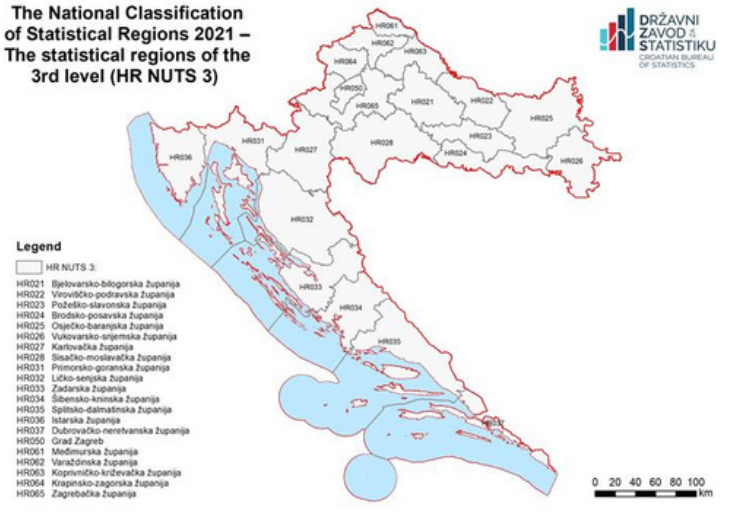 The National Classification
of Statistical Regions 2021 –
The statistical regions of the
3rd level (HR NUTS 3)
DRŽAVNI
ZAVOD ZA
STATISTIKU
CROATIAN BUREAU
OF STATISTICS
HR061
HR062
HR063
HR064
HR050
HR065
HR021
HR022
HR025
HR031
HR027
HR028
HR023
HR024
HR026
HR036
HR032
HR033
HR034
HR035
HR037
Legend
HR NUTS 3:
HR021 Bjelovarsko-bilogorska županija
HR022 Virovitičko-podravska županija
HR023 Požeško-slavonska županija
HR024 Brodsko-posavska županija
HR025 Osječko-baranjska županija
HR026 Vukovarsko-srijemska županija
HR027 Karlovačka županija
HR028 Sisačko-moslavačka županija
HR031 Primorsko-goranska županija
HR032 Ličko-senjska županija
HR033 Zadarska županija
HR034 Šibensko-kninska županija
HR035 Splitsko-dalmatinska županija
HR036 Istarska županija
HR037 Dubrovačko-neretvanska županija
HR050 Grad Zagreb
HR061 Međimurska županija
HR062 Varaždinska županija
HR063 Koprivničko-križevačka županija
HR064 Krapinsko-zagorska županija
HR065 Zagrebačka županija
0 20 40 60 80 100
km